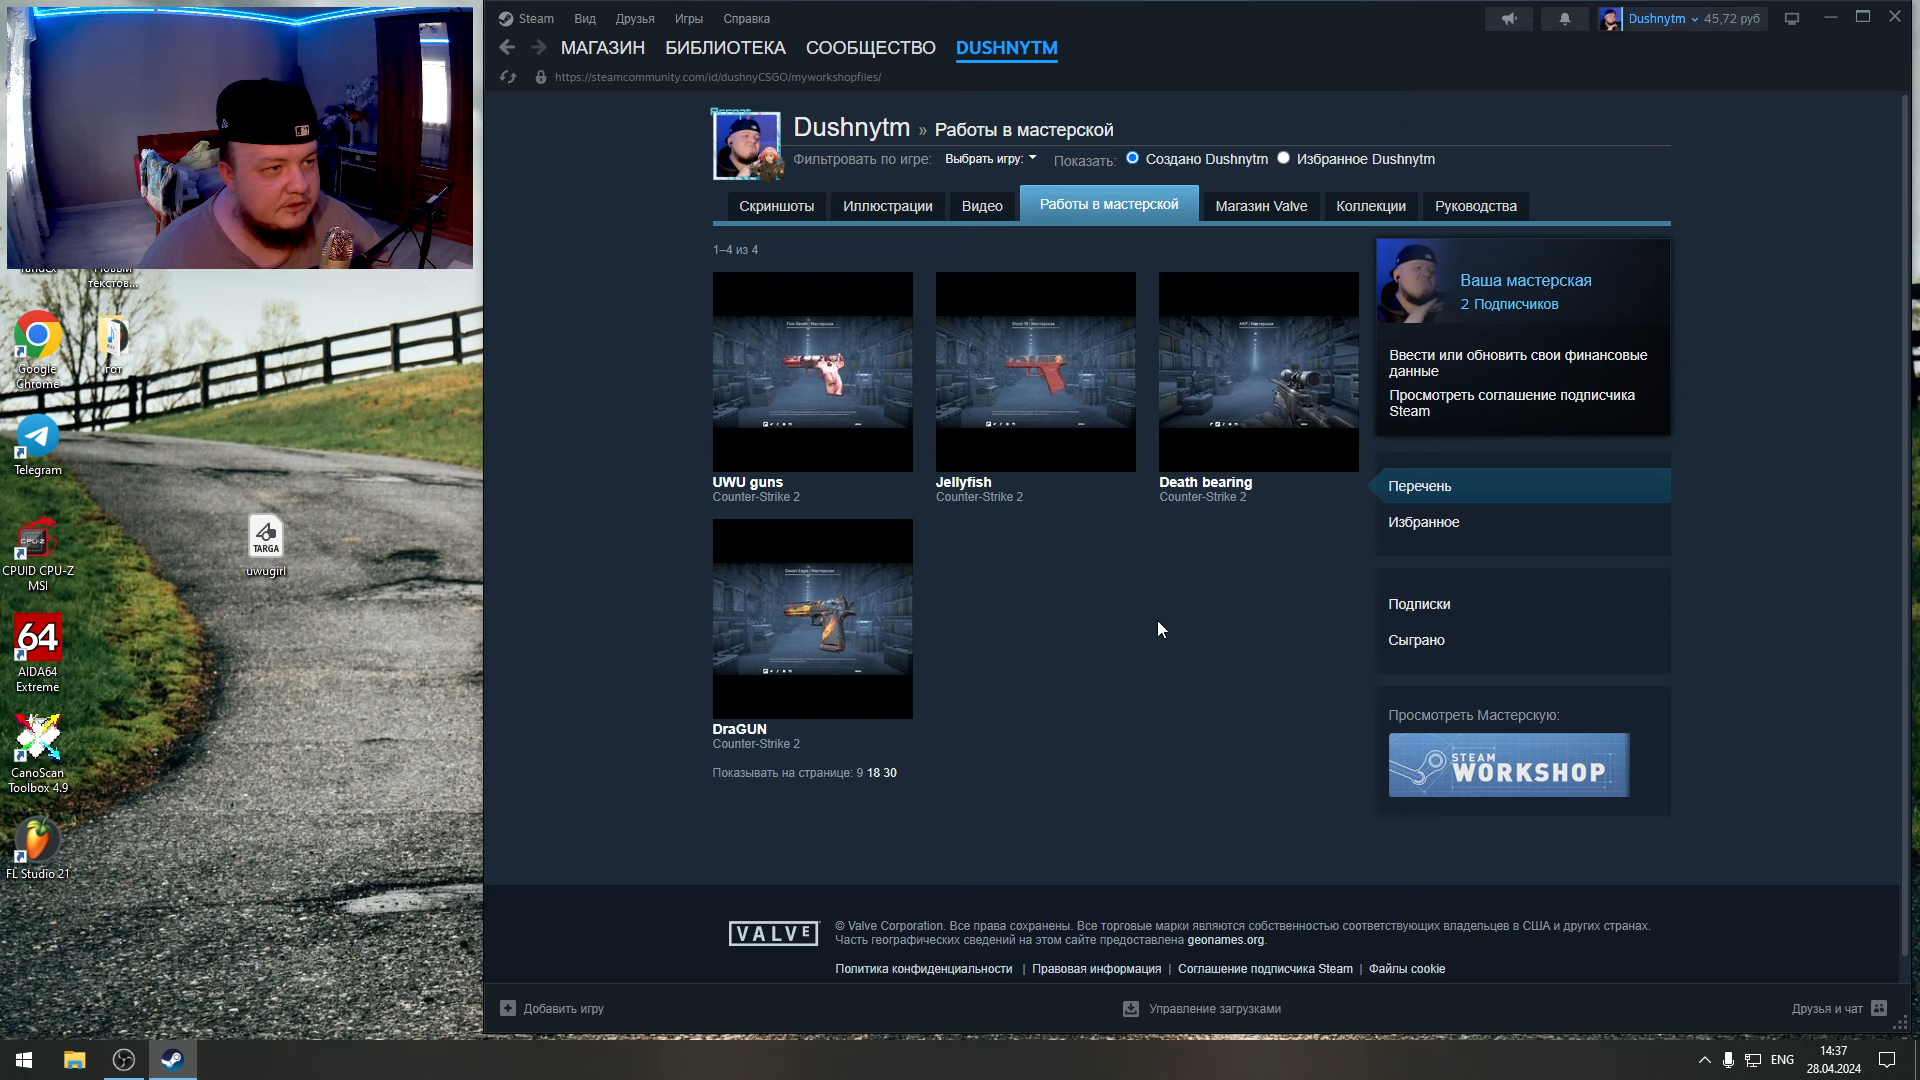 Steam Вид Друзья Игры Справка
Dushnytm 45,72 руб
МАГАЗИН БИБЛИОТЕКА СООБЩЕСТВО DUSHNYTM
https://steamcommunity.com/id/dushnyCSGO/myworkshopfiles/
Dushnytm » Работы в мастерской
Фильтровать по игре: Выбрать игру: Показать: Создано Dushnytm Избранное Dushnytm
Скриншоты Иллюстрации Видео Работы в мастерской Магазин Valve Коллекции Руководства
1–4 из 4
Ваша мастерская
2 Подписчиков
Ввести или обновить свои финансовые
данные
Просмотреть соглашение подписчика
Steam
UWU guns
Counter-Strike 2
Jellyfish
Counter-Strike 2
Death bearing
Counter-Strike 2
Перечень
Избранное
Подписки
Сыграно
DraGUN
Counter-Strike 2
Показывать на странице: 9 18 30
Просмотреть Мастерскую:
STEAM
WORKSHOP
VALVE
© Valve Corporation. Все права сохранены. Все торговые марки являются собственностью соответствующих владельцев в США и других странах.
Часть географических сведений на этом сайте предоставлена geonames.org.
Политика конфиденциальности | Правовая информация | Соглашение подписчика Steam | Файлы cookie
Добавить игру
Управление загрузками
Друзья и чат
текстов...
Google
Chrome
гот
Telegram
TARGA
uwugirl
CPU-Z
CPUID CPU-Z
MSI
64
AIDA64
Extreme
CanoScan
Toolbox 4.9
FL Studio 21
ENG
14:37
28.04.2024